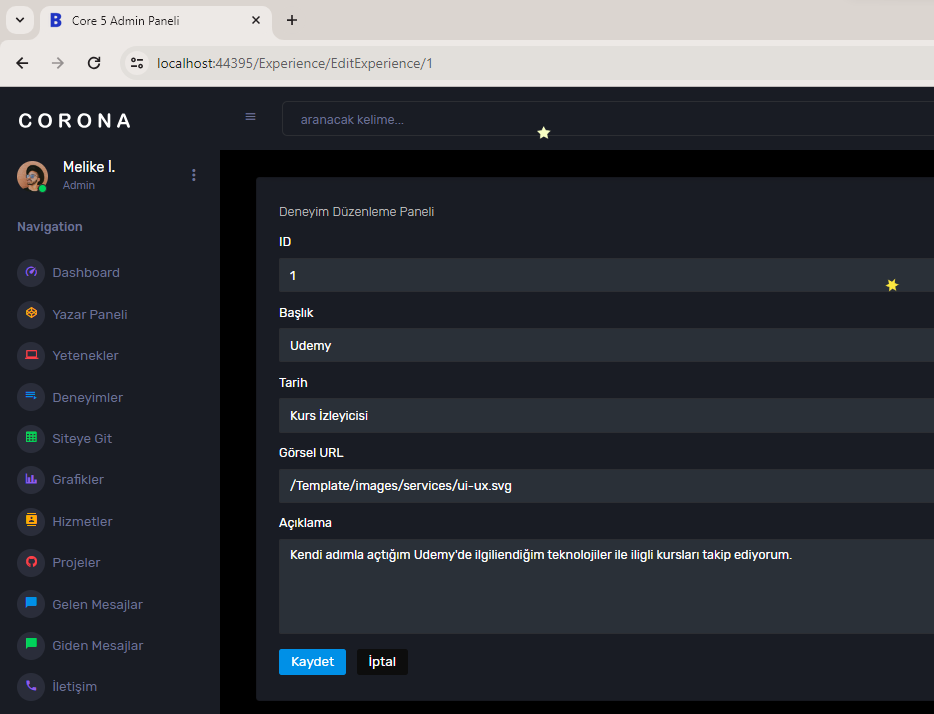 Core 5 Admin Paneli
localhost:44395/Experience/EditExperience/1
CORONA
aranacak kelime...
Melike İ.
Admin
Navigation
Dashboard
Yazar Paneli
Yetenekler
Deneyimler
Siteye Git
Grafikler
Hizmetler
Projeler
Gelen Mesajlar
Giden Mesajlar
İletişim
Deneyim Düzenleme Paneli
ID
1
Başlık
Udemy
Tarih
Kurs İzleyicisi
Görsel URL
/Template/images/services/ui-ux.svg
Açıklama
Kendi adımla açtığım Udemy'de ilgiliendiğim teknolojiler ile iligli kursları takip ediyorum.
Kaydet İptal